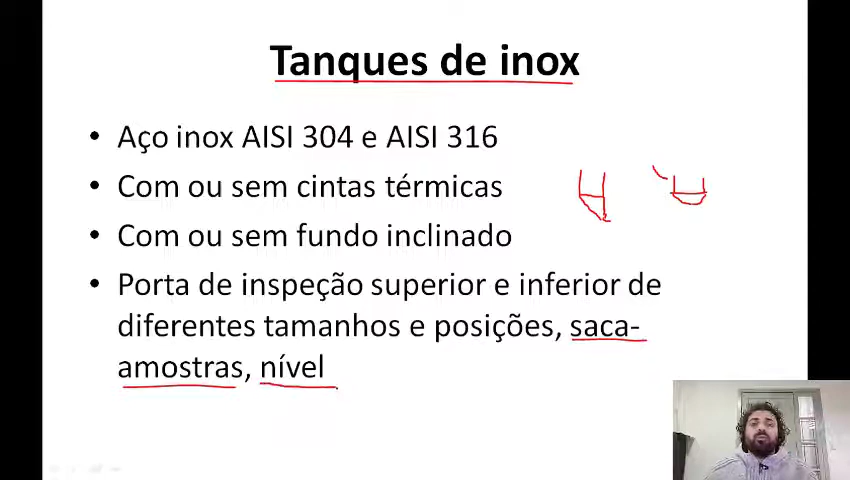 Tanques de inox
• Aço inox AISI 304 e AISI 316
• Com ou sem cintas térmicas
• Com ou sem fundo inclinado
• Porta de inspeção superior e inferior de
diferentes tamanhos e posições, saca-
amostras, nível